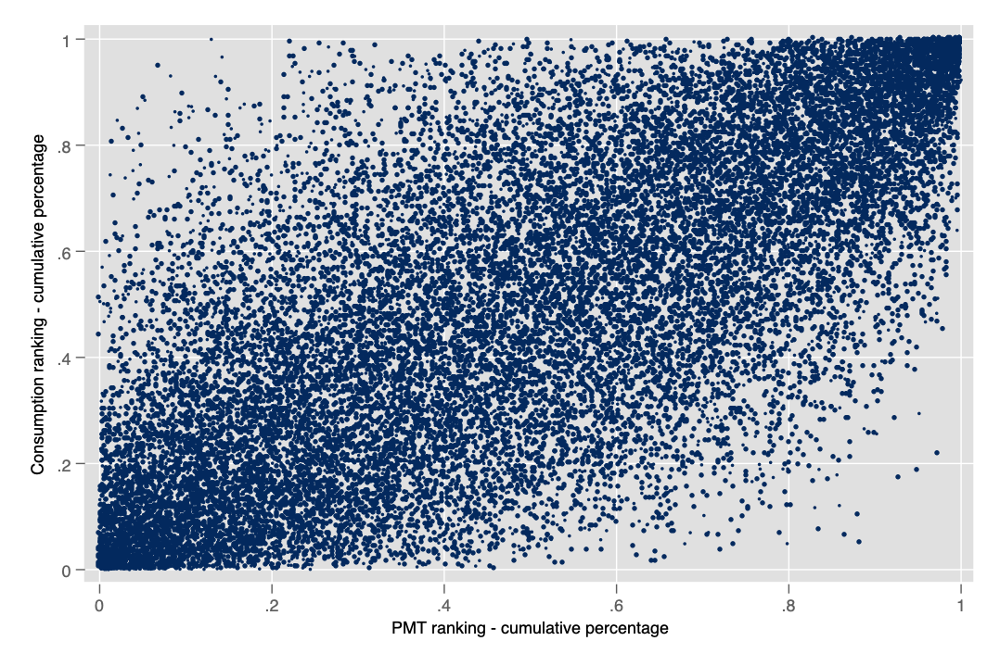 Consumption ranking - cumulative percentage
1
.8
.6
.4
.2
0
0 .2 .4 .6 .8 1
PMT ranking - cumulative percentage